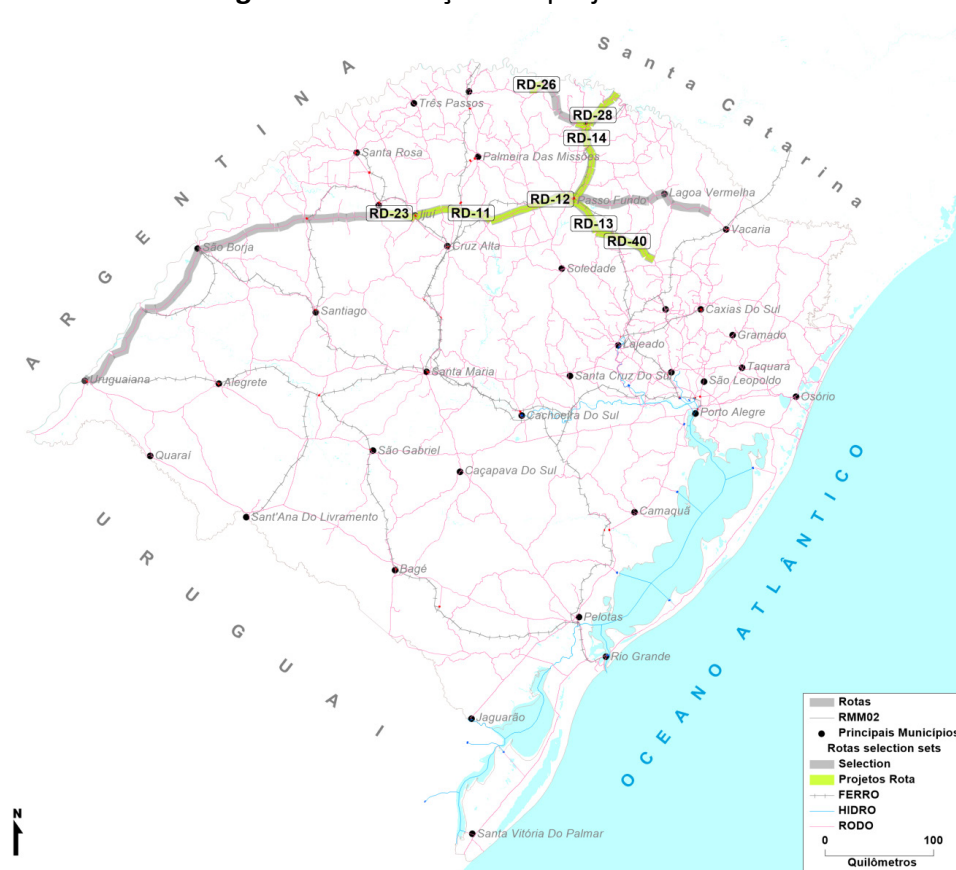 Santa Catarina
ARGENTINA
RD-26
Três Passos
RD-28
RD-14
Santa Rosa
Palmeira Das Missões
Lagoa Vermelha
RD-12
Passo Fundo
RD-23
Ijuí
RD-11
RD-13
Vacaria
RD-40
São Borja
Cruz Alta
Soledade
Santiago
Caxias Do Sul
Gramado
Lajeado
Taquara
Uruguaiana
Alegrete
Santa Maria
Santa Cruz Do Sul
São Leopoldo
Osório
Cachoeira Do Sul
Porto Alegre
Quaraí
São Gabriel
Caçapava Do Sul
Sant'Ana Do Livramento
Camaquã
URUGUAI
Bagé
OCEANO ATLÂNTICO
Pelotas
Rio Grande
Jaguarão
Santa Vitória Do Palmar
N
Rotas
RMM02
Principais Municípios
Rotas selection sets
Selection
Projetos Rota
FERRO
HIDRO
RODO
0 100
Quilômetros